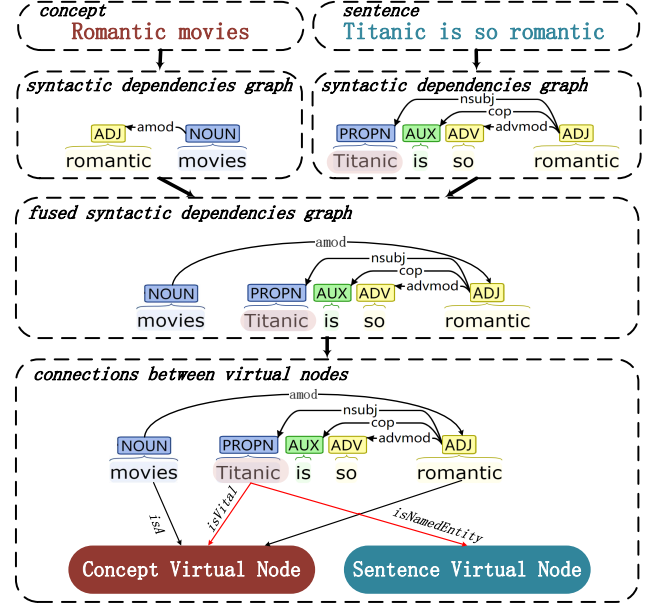 concept
Romantic movies
sentence
Titanic is so romantic
syntactic dependencies graph
amod
ADJ NOUN
romantic movies
syntactic dependencies graph
nsubj
cop
advmod
PROPN AUX ADV ADJ
Titanic is so romantic
fused syntactic dependencies graph
amod
nsubj
cop
advmod
NOUN PROPN AUX ADV ADJ
movies Titanic is so romantic
connections between virtual nodes
amod
nsubj
cop
advmod
NOUN PROPN AUX ADV ADJ
movies Titanic is so romantic
isA
isVital
isNamedEntity
Concept Virtual Node
Sentence Virtual Node